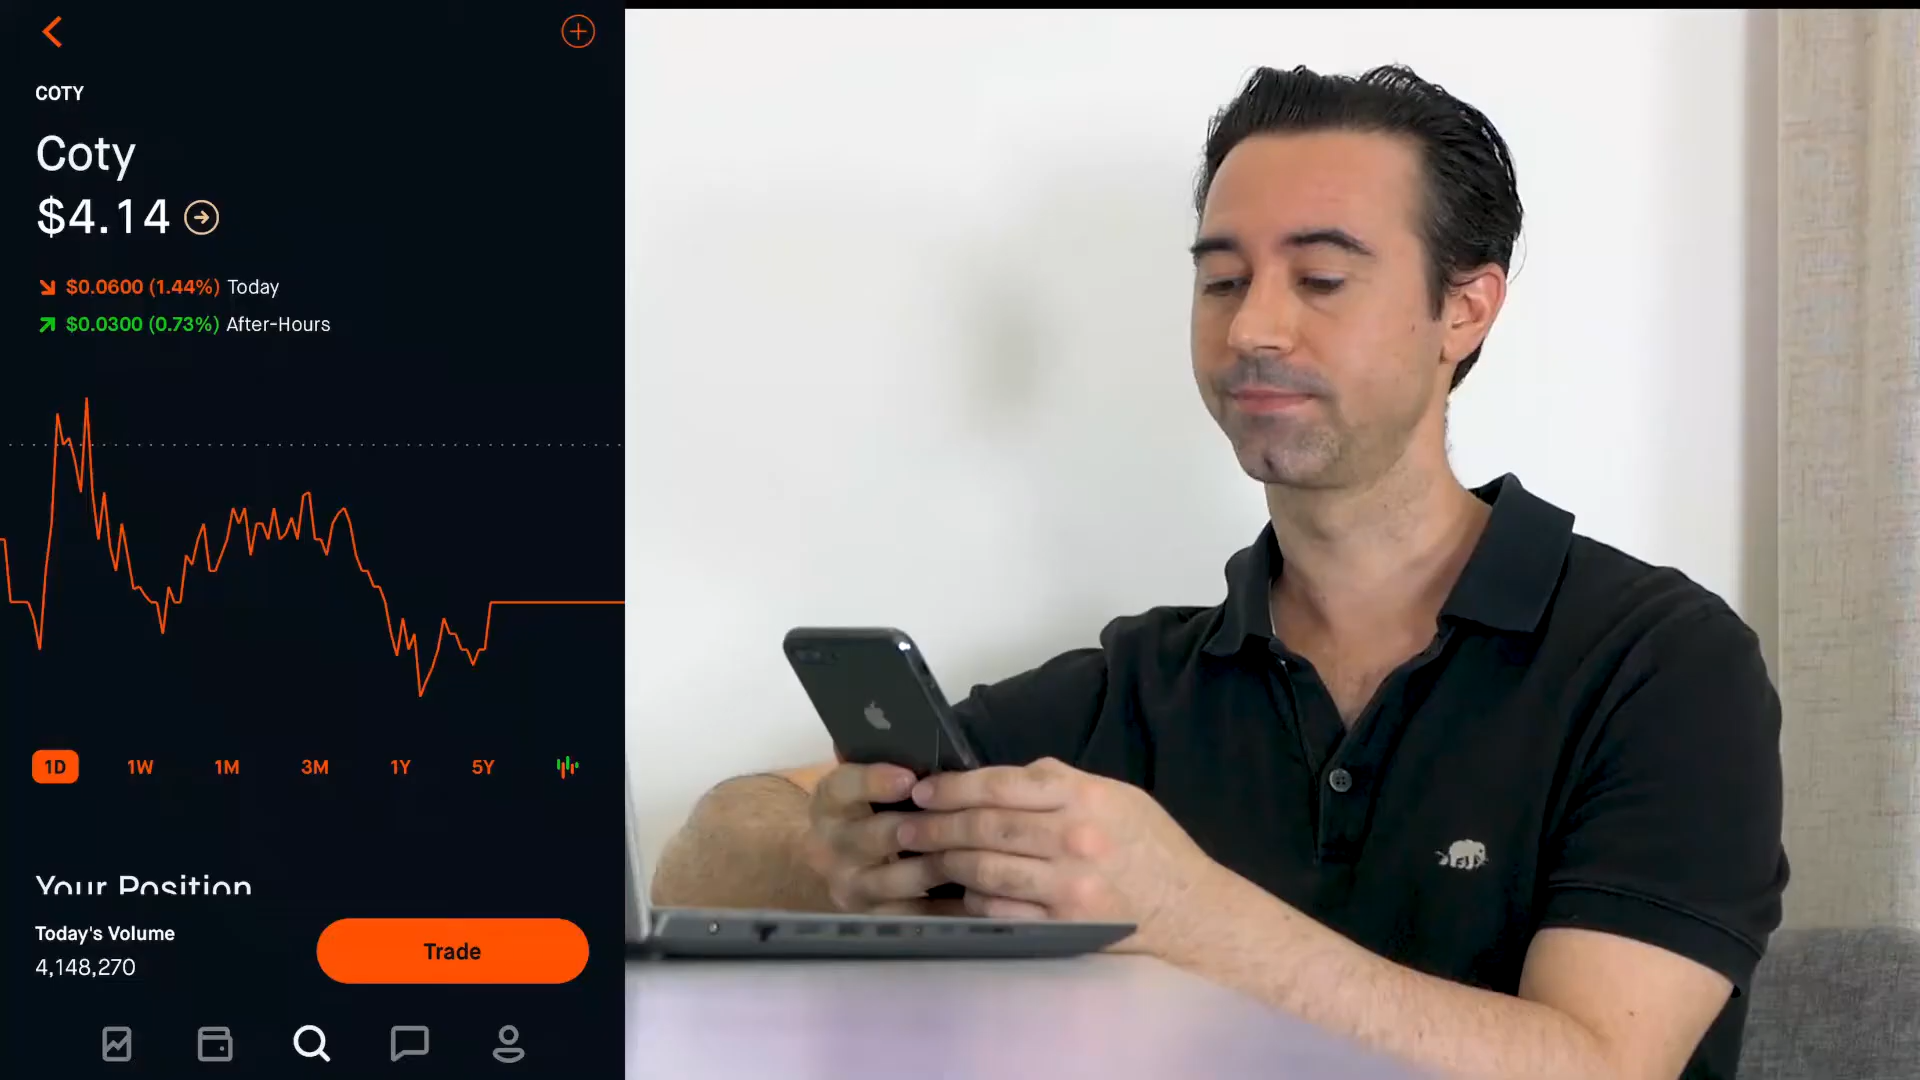 COTY
Coty
$4.14
$0.0600 (1.44%) Today
$0.0300 (0.73%) After-Hours
1D 1W 1M 3M 1Y 5Y
Your Position
Today's Volume
4,148,270
Trade